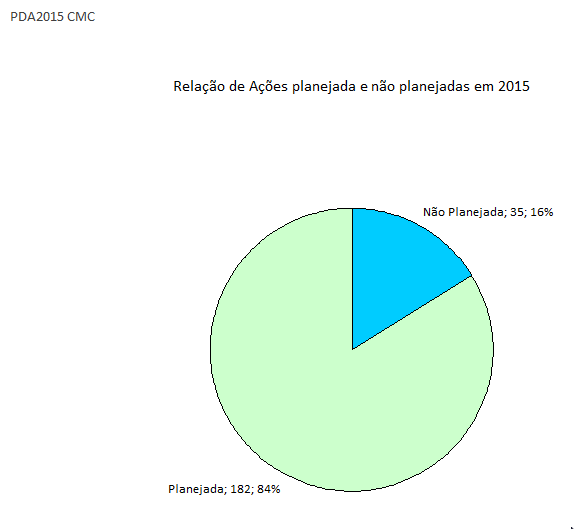 PDA2015 CMC
Relação de Ações planejada e não planejadas em 2015
Não Planejada; 35; 16%
Planejada; 182; 84%